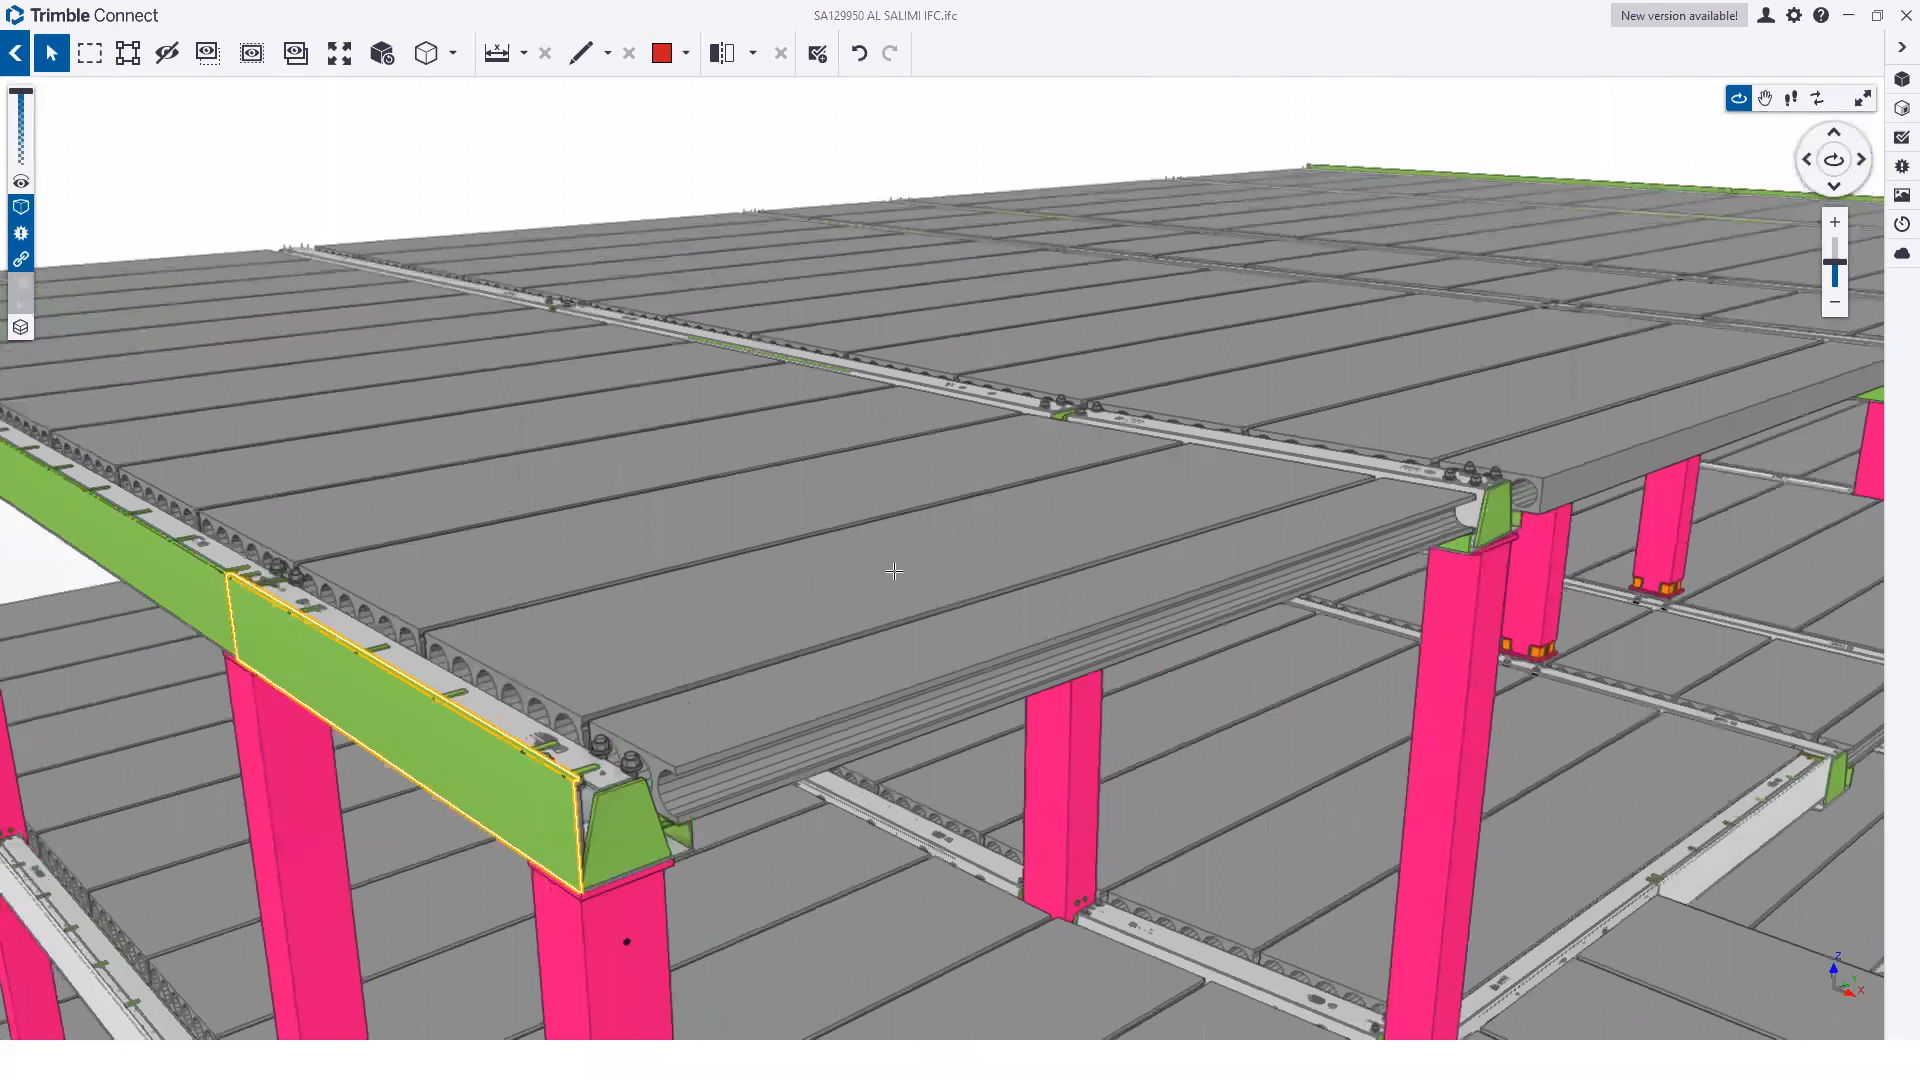 Trimble Connect
SA129950 AL SALIMI IFC.ifc
New version available!
Z
Y
X